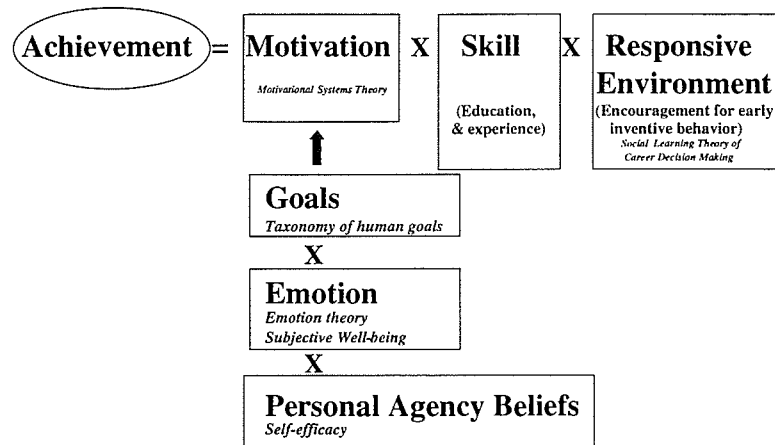 Achievement = Motivation X Skill X Responsive Environment
Motivational Systems Theory
(Education,
& experience)
(Encouragement for early
inventive behavior)
Social Learning Theory of
Career Decision Making
Goals
Taxonomy of human goals
X
Emotion
Emotion theory
Subjective Well-being
X
Personal Agency Beliefs
Self-efficacy